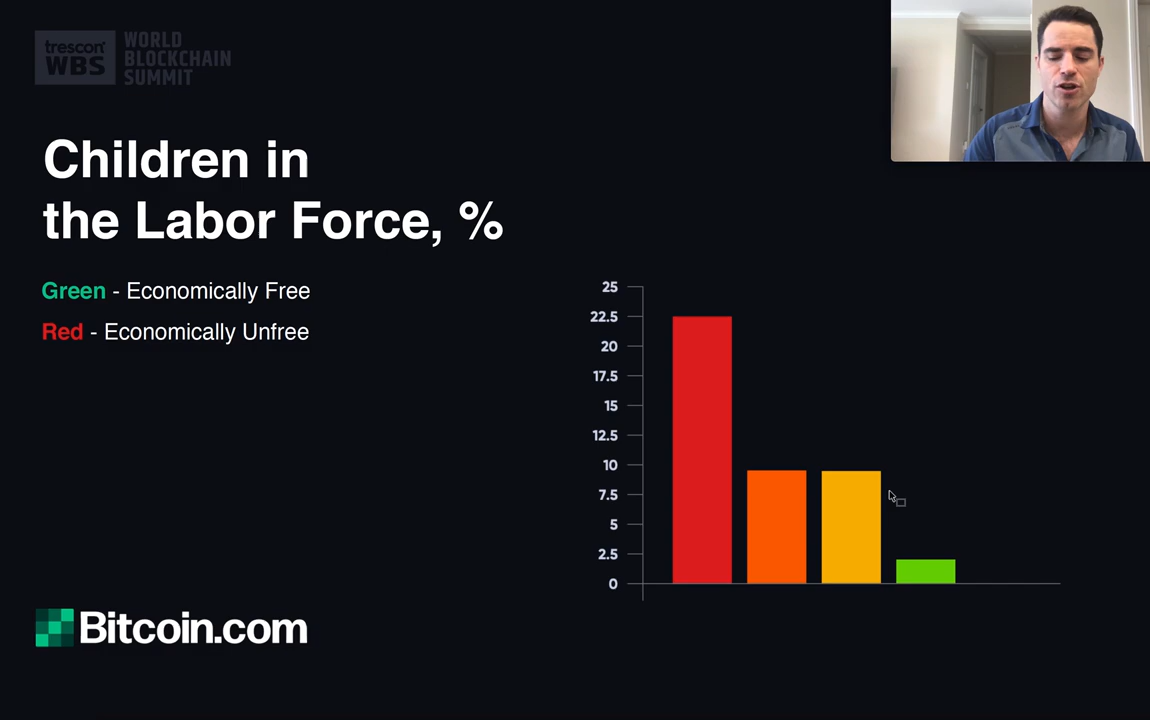 trescon
WBS
WORLD
BLOCKCHAIN
SUMMIT
Children in
the Labor Force, %
Green - Economically Free
Red - Economically Unfree
25
22.5
20
17.5
15
12.5
10
7.5
5
2.5
0
Bitcoin.com